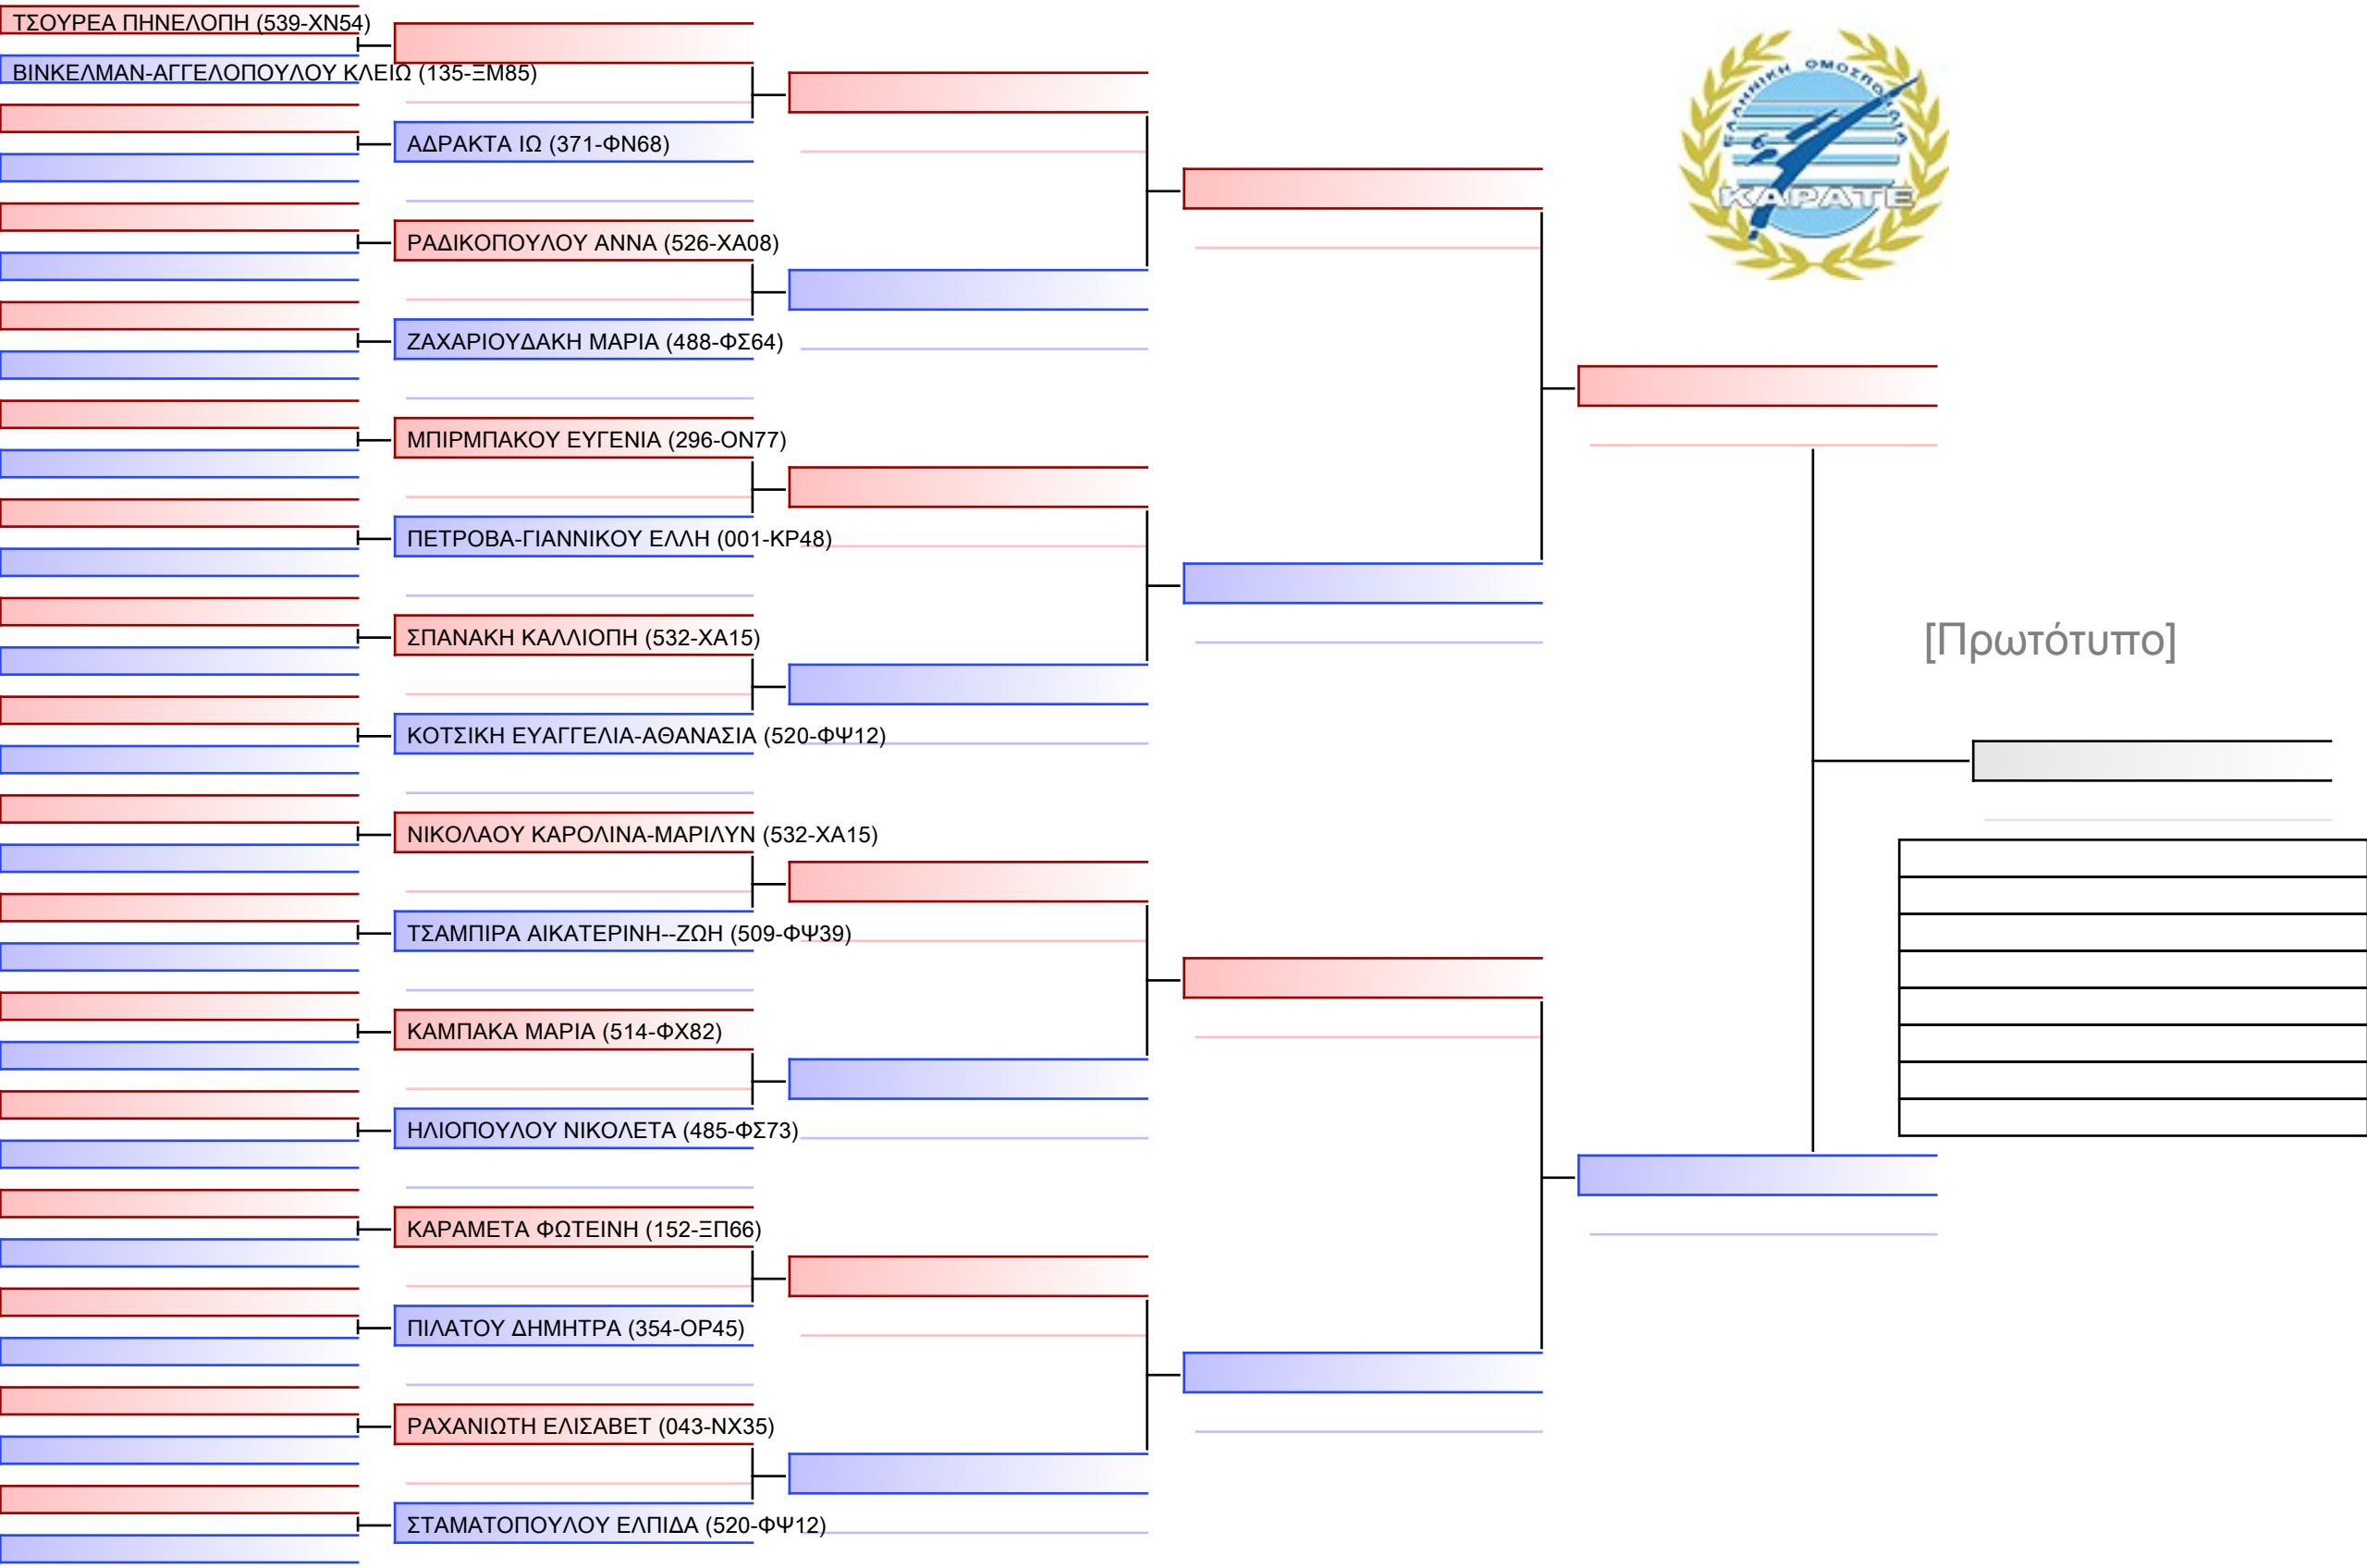 ΤΣΟΥΡΕΑ ΠΗΝΕΛΟΠΗ (539-ΧΝ54)
ΒΙΝΚΕΛΜΑΝ-ΑΓΓΕΛΟΠΟΥΛΟΥ ΚΛΕΙΩ (135-ΞΜ85)
ΑΔΡΑΚΤΑ ΙΩ (371-ΦΝ68)
ΡΑΔΙΚΟΠΟΥΛΟΥ ΑΝΝΑ (526-ΧΑ08)
ΖΑΧΑΡΙΟΥΔΑΚΗ ΜΑΡΙΑ (488-ΦΣ64)
ΜΠΙΡΜΠΑΚΟΥ ΕΥΓΕΝΙΑ (296-ΟΝ77)
ΠΕΤΡΟΒΑ-ΓΙΑΝΝΙΚΟΥ ΕΛΛΗ (001-ΚΡ48)
ΣΠΑΝΑΚΗ ΚΑΛΛΙΟΠΗ (532-ΧΑ15)
ΚΟΤΣΙΚΗ ΕΥΑΓΓΕΛΙΑ-ΑΘΑΝΑΣΙΑ (520-ΦΨ12)
ΝΙΚΟΛΑΟΥ ΚΑΡΟΛΙΝΑ-ΜΑΡΙΛΥΝ (532-ΧΑ15)
ΤΣΑΜΠΙΡΑ ΑΙΚΑΤΕΡΙΝΗ--ΖΩΗ (509-ΦΨ39)
ΚΑΜΠΑΚΑ ΜΑΡΙΑ (514-ΦΧ82)
ΗΛΙΟΠΟΥΛΟΥ ΝΙΚΟΛΕΤΑ (485-ΦΣ73)
ΚΑΡΑΜΕΤΑ ΦΩΤΕΙΝΗ (152-ΞΠ66)
ΠΙΛΑΤΟΥ ΔΗΜΗΤΡΑ (354-ΟΡ45)
ΡΑΧΑΝΙΩΤΗ ΕΛΙΣΑΒΕΤ (043-ΝΧ35)
ΣΤΑΜΑΤΟΠΟΥΛΟΥ ΕΛΠΙΔΑ (520-ΦΨ12)
ΕΛΛΗΝΙΚΗ ΟΜΟΣΠΟΝΔΙΑ
ΚΑΡΑΤΕ
[Πρωτότυπο]